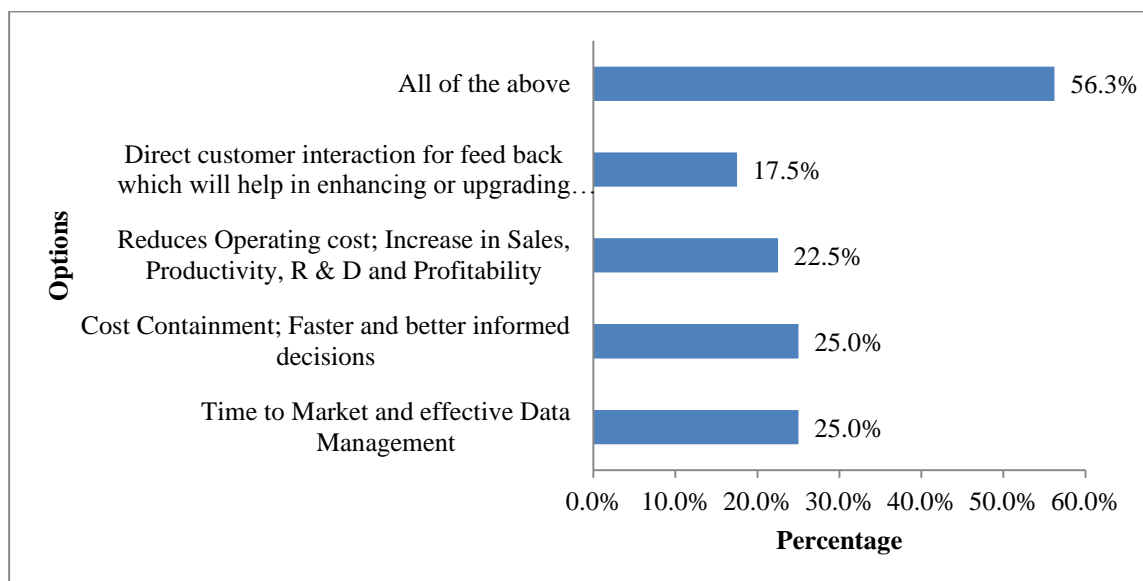 All of the above
56.3%
Direct customer interaction for feed back
which will help in enhancing or upgrading…
17.5%
Reduces Operating cost; Increase in Sales,
Productivity, R & D and Profitability
22.5%
Cost Containment; Faster and better informed
decisions
25.0%
Time to Market and effective Data
Management
25.0%
Options
0.0% 10.0% 20.0% 30.0% 40.0% 50.0% 60.0%
Percentage